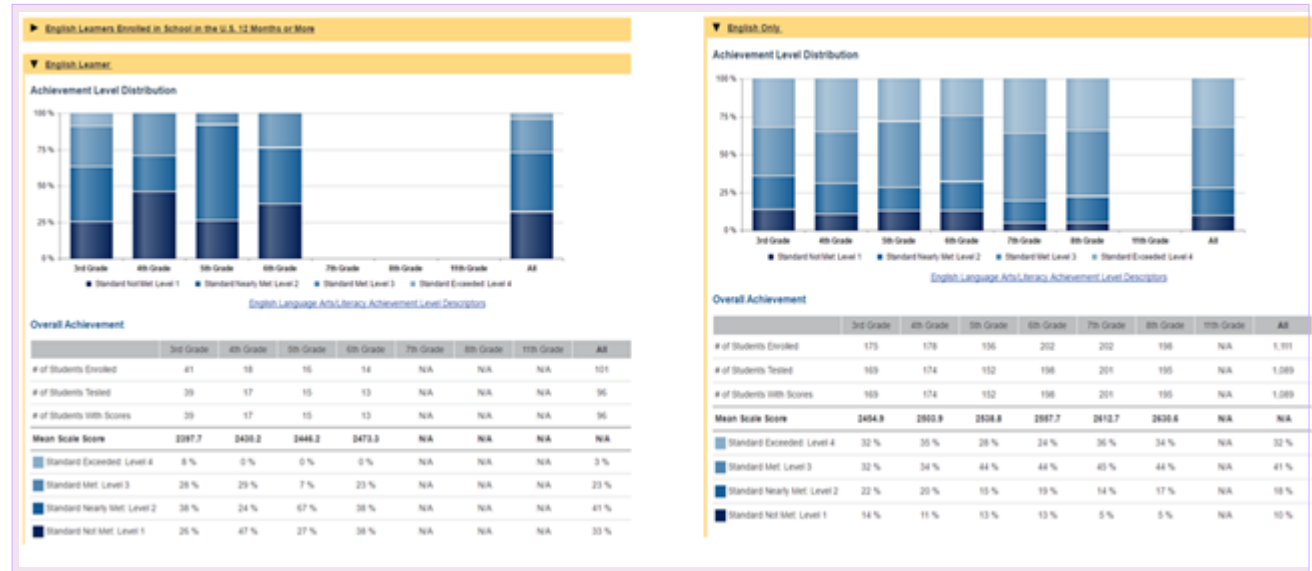 English Learners Enrolled in School in the U.S. 12 Months or More
English Learner
Achievement Level Distribution
100 %
75 %
50 %
25 %
0 %
3rd Grade 4th Grade 5th Grade 6th Grade 7th Grade 8th Grade 11th Grade All
Standard Not Met: Level 1 Standard Nearly Met: Level 2 Standard Met: Level 3 Standard Exceeded: Level 4
English Language Arts/Literacy Achievement Level Descriptors
Overall Achievement
3rd Grade 4th Grade 5th Grade 6th Grade 7th Grade 8th Grade 11th Grade All
# of Students Enrolled 41 18 16 14 N/A N/A N/A 101
# of Students Tested 39 17 15 13 N/A N/A N/A 96
# of Students With Scores 39 17 15 13 N/A N/A N/A 96
Mean Scale Score 2397.7 2430.2 2446.2 2473.3 N/A N/A N/A N/A
Standard Exceeded: Level 4 8 % 0 % 0 % 0 % N/A N/A N/A 3 %
Standard Met: Level 3 28 % 29 % 7 % 23 % N/A N/A N/A 23 %
Standard Nearly Met: Level 2 38 % 24 % 67 % 38 % N/A N/A N/A 41 %
Standard Not Met: Level 1 26 % 47 % 27 % 38 % N/A N/A N/A 33 %
English Only
Achievement Level Distribution
100 %
75 %
50 %
25 %
0 %
3rd Grade 4th Grade 5th Grade 6th Grade 7th Grade 8th Grade 11th Grade All
Standard Not Met: Level 1 Standard Nearly Met: Level 2 Standard Met: Level 3 Standard Exceeded: Level 4
English Language Arts/Literacy Achievement Level Descriptors
Overall Achievement
3rd Grade 4th Grade 5th Grade 6th Grade 7th Grade 8th Grade 11th Grade All
# of Students Enrolled 175 178 156 202 202 198 N/A 1,111
# of Students Tested 169 174 152 198 201 195 N/A 1,089
# of Students With Scores 169 174 152 198 201 195 N/A 1,089
Mean Scale Score 2454.9 2503.9 2538.8 2557.7 2612.7 2630.6 N/A N/A
Standard Exceeded: Level 4 32 % 35 % 28 % 24 % 36 % 34 % N/A 32 %
Standard Met: Level 3 32 % 34 % 44 % 44 % 45 % 44 % N/A 41 %
Standard Nearly Met: Level 2 22 % 20 % 15 % 19 % 14 % 17 % N/A 18 %
Standard Not Met: Level 1 14 % 11 % 13 % 13 % 5 % 5 % N/A 10 %